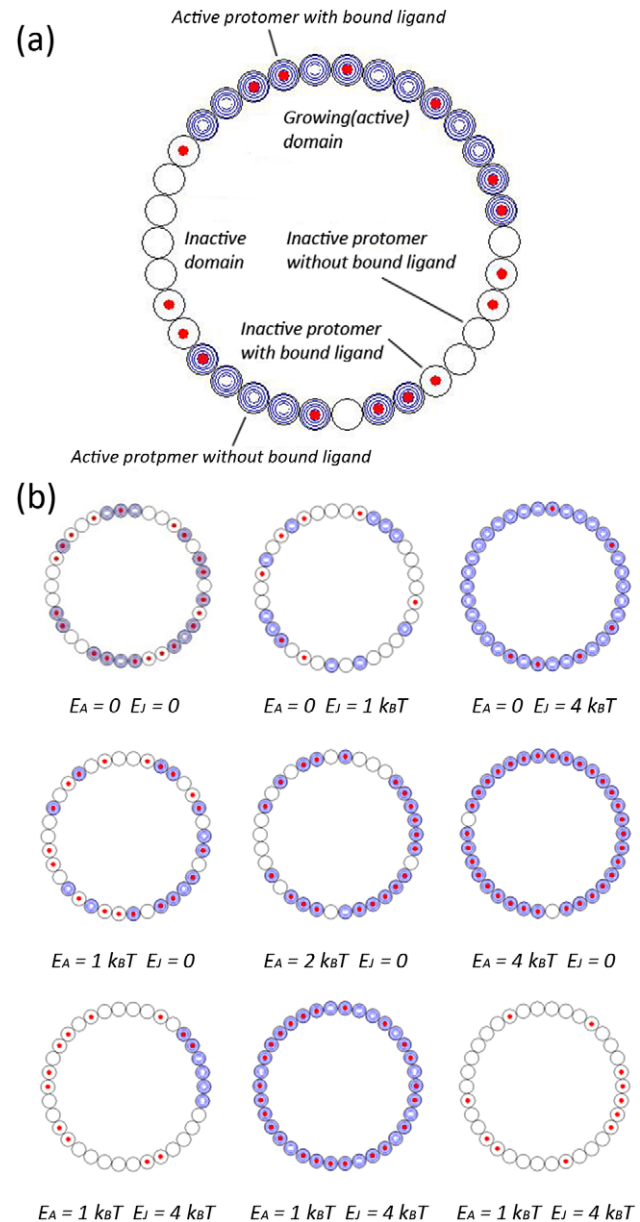 (a)
Active protomer with bound ligand
Growing(active)
domain
Inactive
domain
Inactive protomer
without bound ligand
Inactive protomer
with bound ligand
Active protpmer without bound ligand
(b)
EA = 0 EJ = 0
EA = 0 EJ = 1 kBT
EA = 0 EJ = 4 kBT
EA = 1 kBT EJ = 0
EA = 2 kBT EJ = 0
EA = 4 kBT EJ = 0
EA = 1 kBT EJ = 4 kBT
EA = 1 kBT EJ = 4 kBT
EA = 1 kBT EJ = 4 kBT